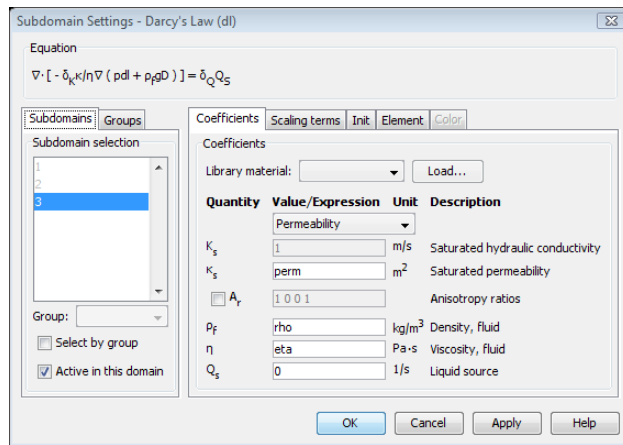 Subdomain Settings - Darcy's Law (dl)
Equation
∇·[ - δκκ/η∇ ( pdl + ρfgD ) ] = δQQS
Subdomains Groups
Subdomain selection
1
2
3
Group:
Select by group
Active in this domain
Coefficients Scaling terms Init Element Color
Coefficients
Library material: Load...
Quantity Value/Expression Unit Description
Permeability
Ks 1 m/s Saturated hydraulic conductivity
κs perm m² Saturated permeability
Ar 1 0 0 1 Anisotropy ratios
ρf rho kg/m³ Density, fluid
η eta Pa·s Viscosity, fluid
Qs 0 1/s Liquid source
OK Cancel Apply Help